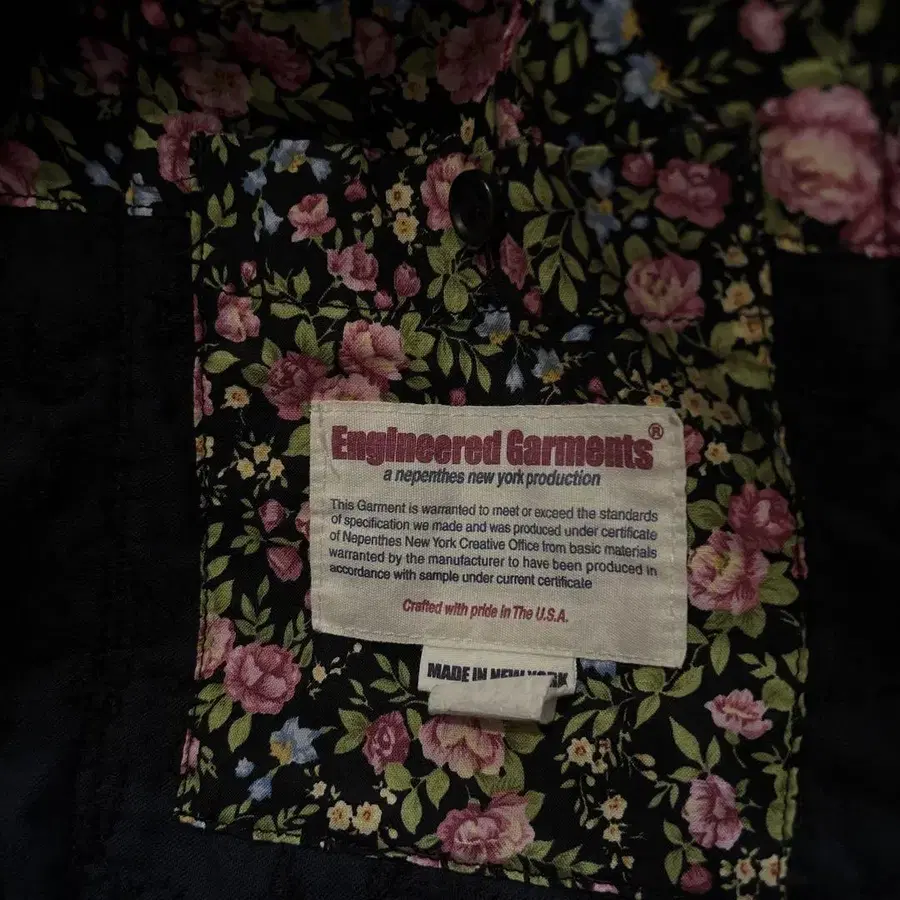 Engineered Garments®
a nepenthes new york production
This Garment is warranted to meet or exceed the standards
of specification we made and was produced under certificate
of Nepenthes New York Creative Office from basic materials
warranted by the manufacturer to have been produced in
accordance with sample under current certificate
Crafted with pride in The U.S.A.
MADE IN NEW YORK